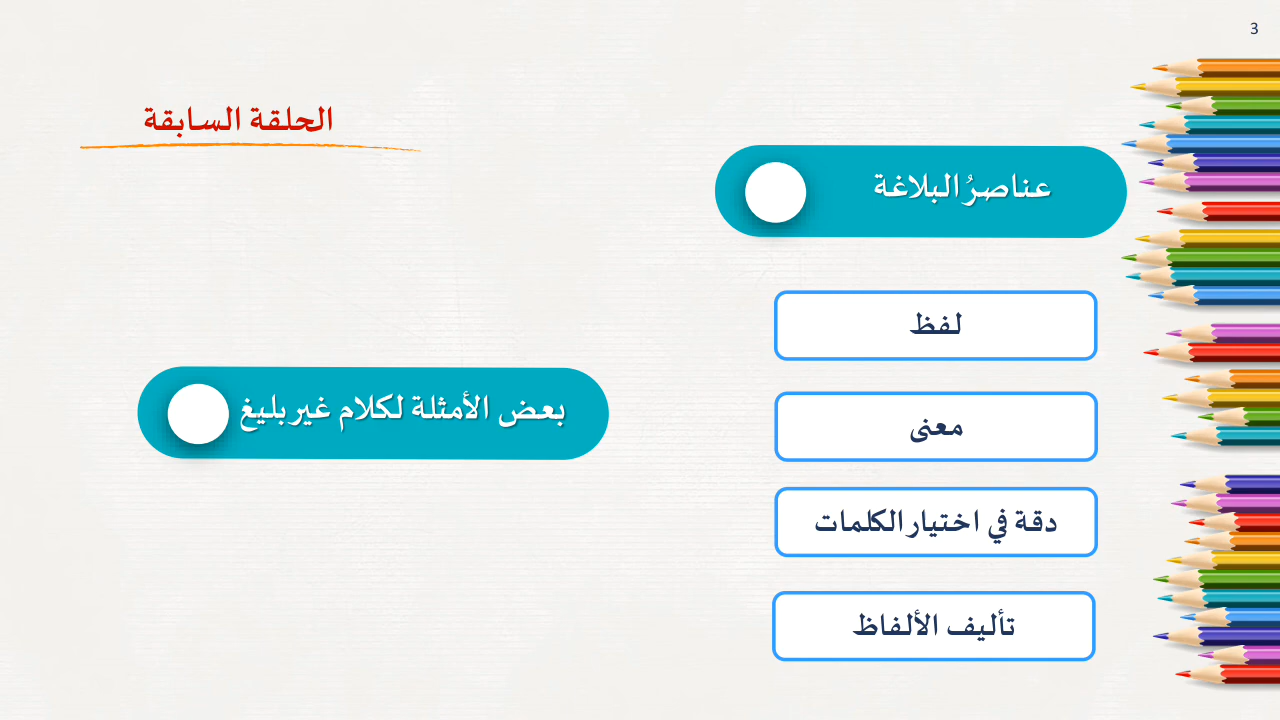 3
الحلقة السابقة
عناصرُ البلاغة
لفظ
معنى
دقة في اختيار الكلمات
تأليف الألفاظ
بعض الأمثلة لكلام غير بليغ